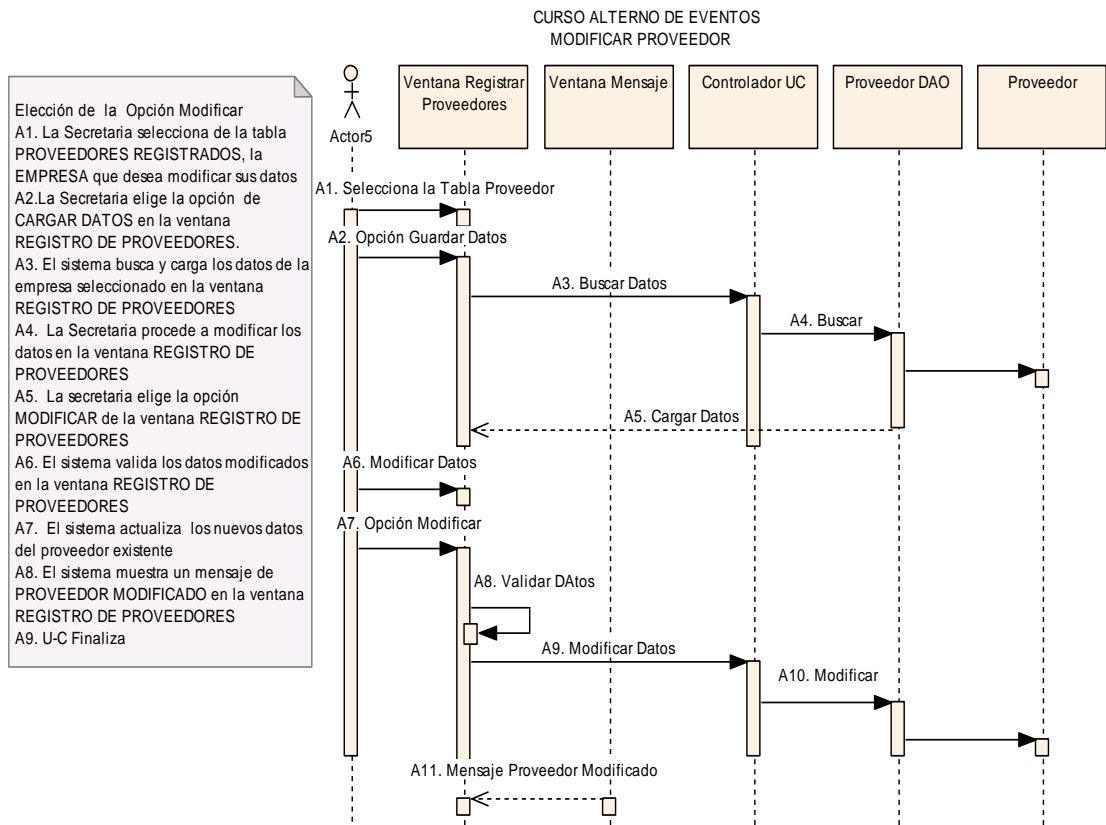 CURSO ALTERNO DE EVENTOS
MODIFICAR PROVEEDOR
Elección de la Opción Modificar
A1. La Secretaria selecciona de la tabla
PROVEEDORES REGISTRADOS, la
EMPRESA que desea modificar sus datos
A2.La Secretaria elige la opción de
CARGAR DATOS en la ventana
REGISTRO DE PROVEEDORES.
A3. El sistema busca y carga los datos de la
empresa seleccionado en la ventana
REGISTRO DE PROVEEDORES
A4. La Secretaria procede a modificar los
datos en la ventana REGISTRO DE
PROVEEDORES
A5. La secretaria elige la opción
MODIFICAR de la ventana REGISTRO DE
PROVEEDORES
A6. El sistema valida los datos modificados
en la ventana REGISTRO DE
PROVEEDORES
A7. El sistema actualiza los nuevos datos
del proveedor existente
A8. El sistema muestra un mensaje de
PROVEEDOR MODIFICADO en la ventana
REGISTRO DE PROVEEDORES
A9. U-C Finaliza
Actor5
Ventana Registrar
Proveedores
Ventana Mensaje
Controlador UC
Proveedor DAO
Proveedor
A1. Selecciona la Tabla Proveedor
A2. Opción Guardar Datos
A3. Buscar Datos
A4. Buscar
A5. Cargar Datos
A6. Modificar Datos
A7. Opción Modificar
A8. Validar DAtos
A9. Modificar Datos
A10. Modificar
A11. Mensaje Proveedor Modificado